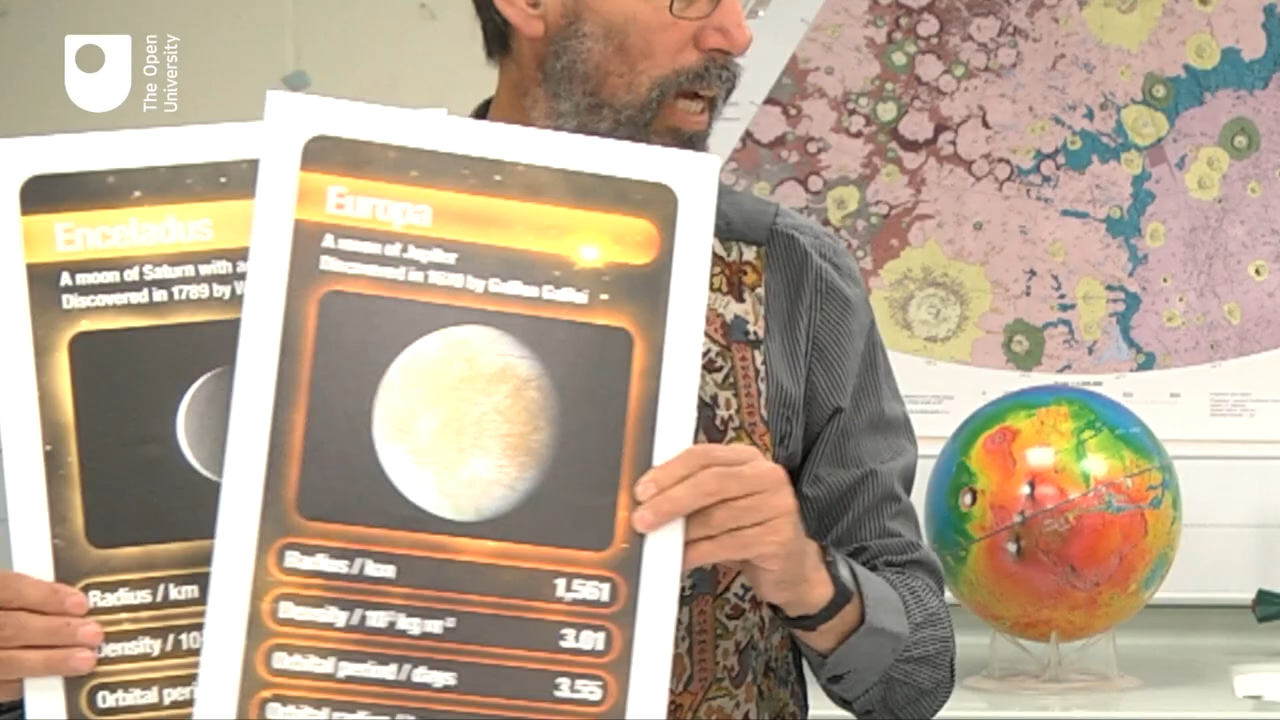 The Open
University
Enceladus
A moon of Saturn with
Discovered in 1789 by
Radius / km
Density / 10
Orbital peri
Europa
A moon of Jupiter
Discovered in 1610 by Galileo Galilei
Radius / km 1,561
Density / 10³ kg m⁻³ 3.01
Orbital period / days 3.55